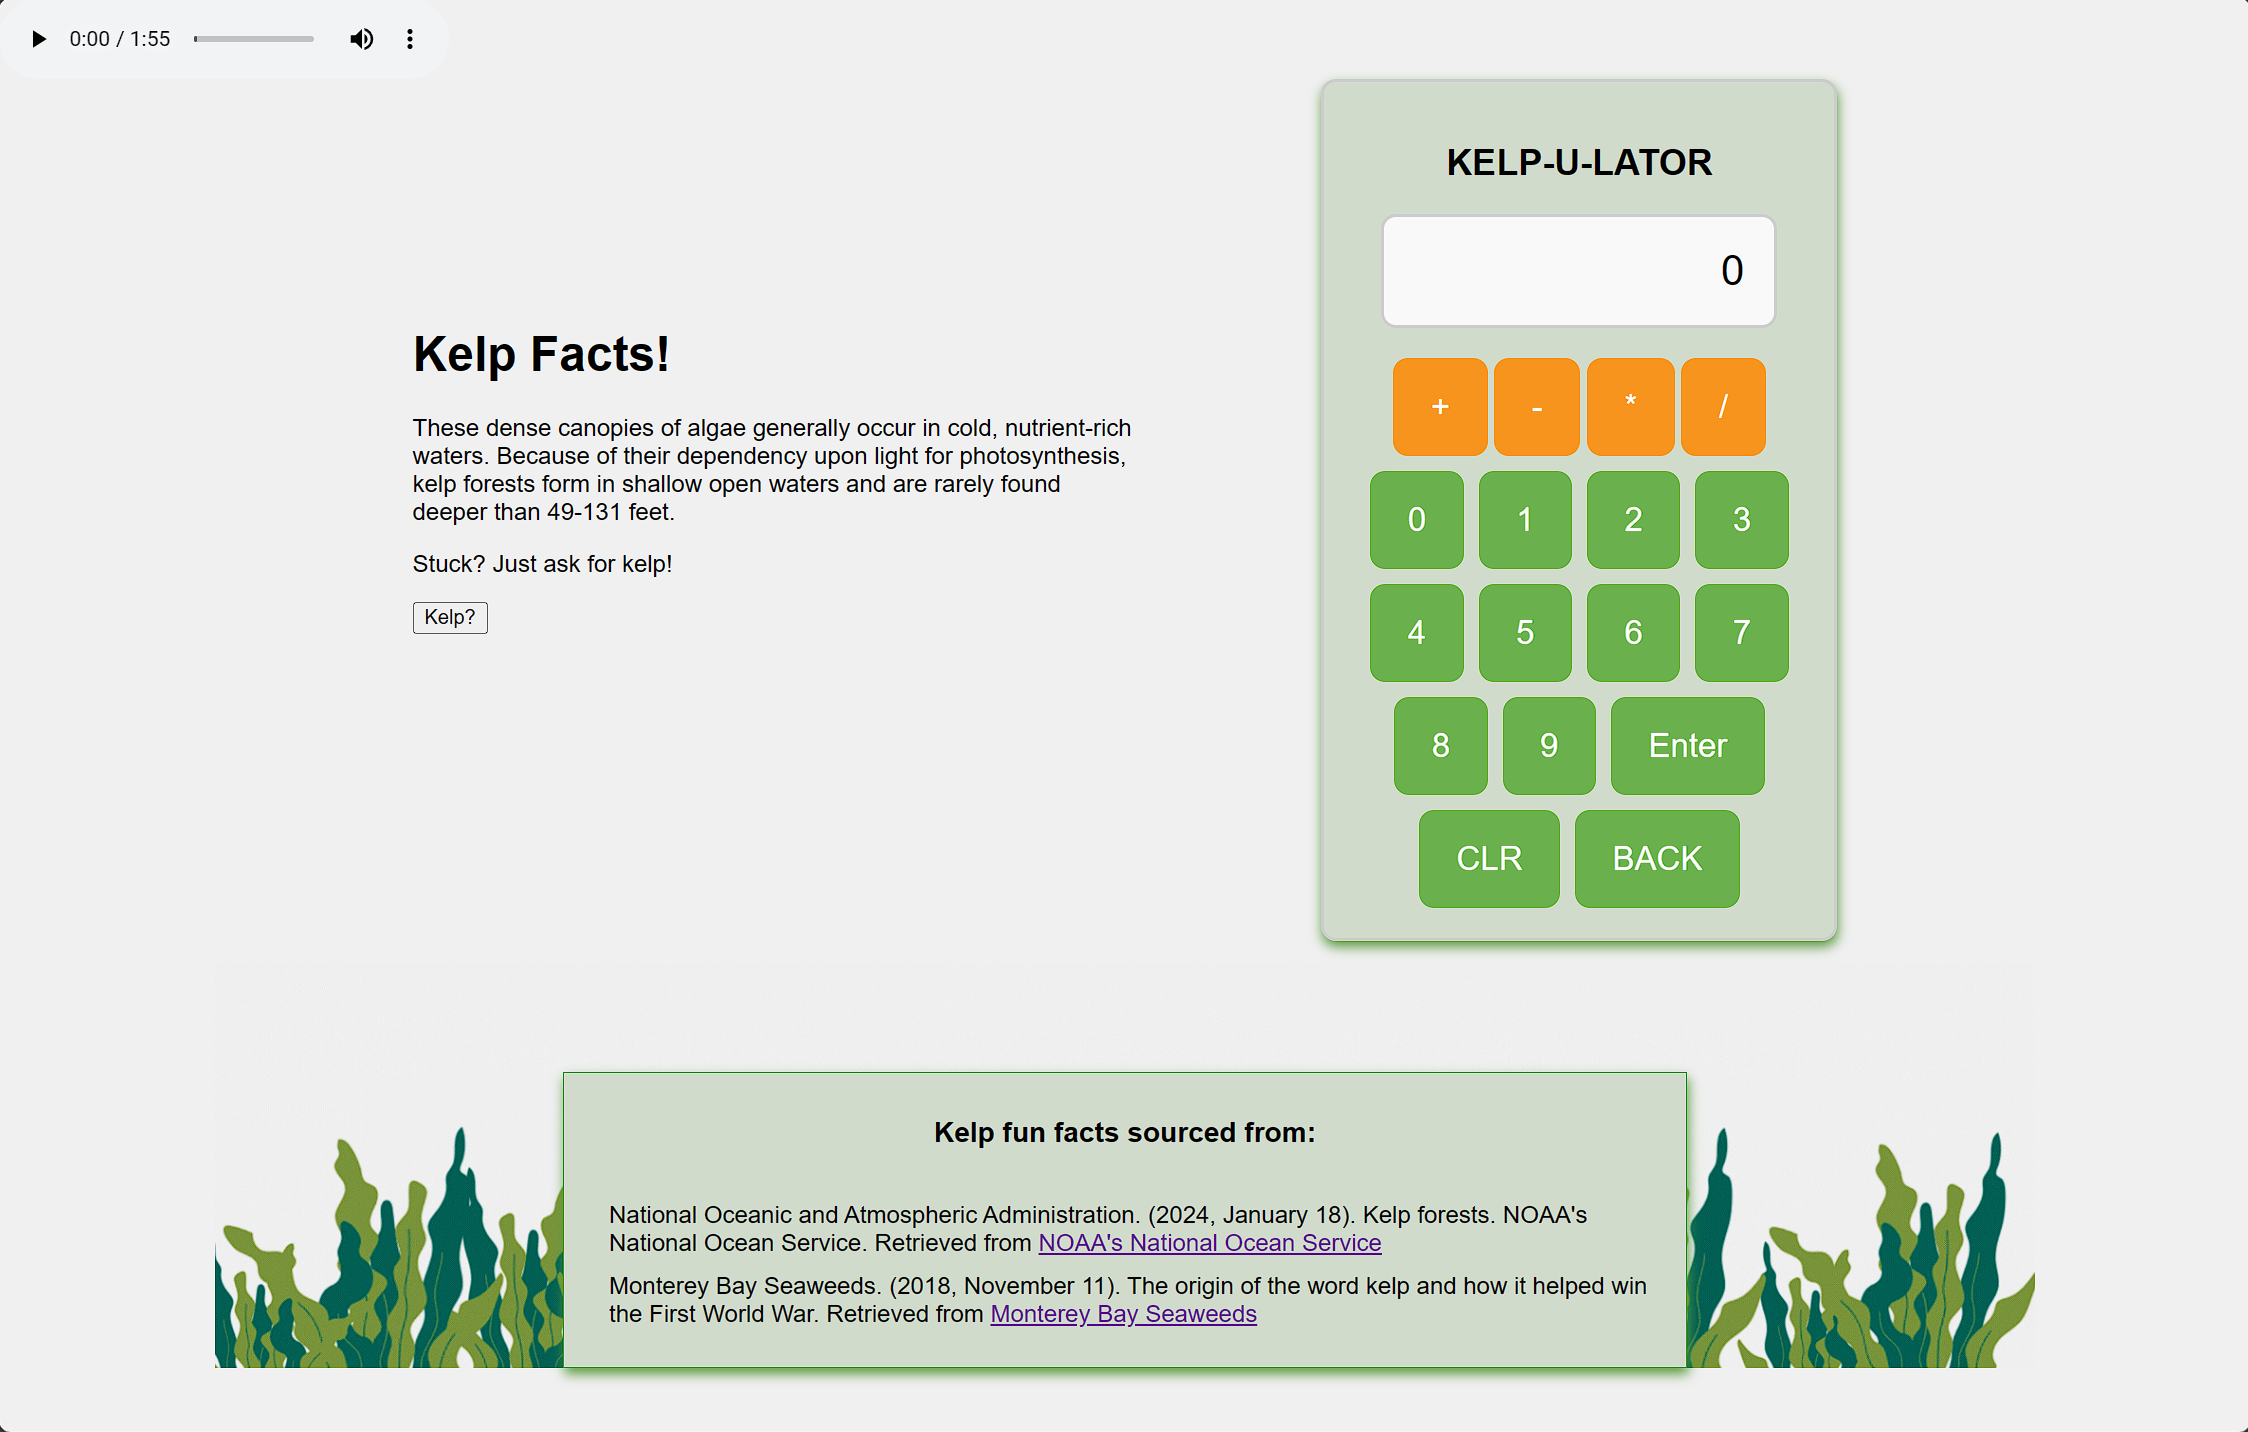 0:00 / 1:55
KELP-U-LATOR
0
Kelp Facts!
These dense canopies of algae generally occur in cold, nutrient-rich
waters. Because of their dependency upon light for photosynthesis,
kelp forests form in shallow open waters and are rarely found
deeper than 49-131 feet.
Stuck? Just ask for kelp!
Kelp?
+ - * /
0 1 2 3
4 5 6 7
8 9 Enter
CLR BACK
Kelp fun facts sourced from:
National Oceanic and Atmospheric Administration. (2024, January 18). Kelp forests. NOAA's
National Ocean Service. Retrieved from NOAA's National Ocean Service
Monterey Bay Seaweeds. (2018, November 11). The origin of the word kelp and how it helped win
the First World War. Retrieved from Monterey Bay Seaweeds